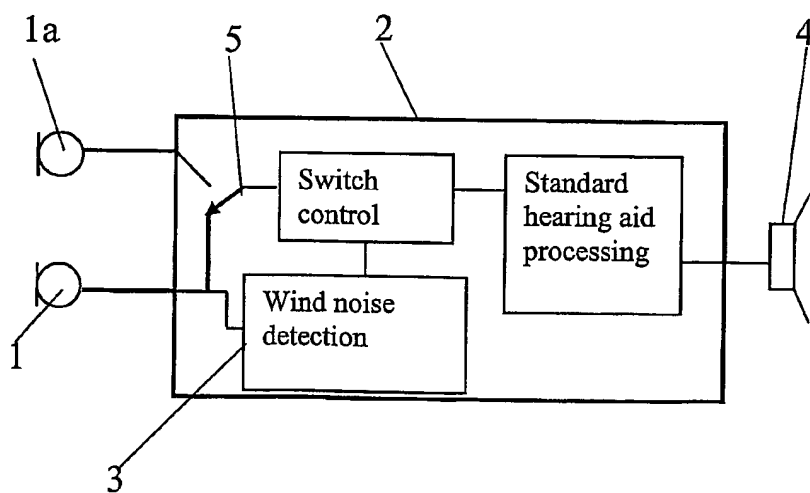 1a
5
2
4
Switch
control
Standard
hearing aid
processing
Wind noise
detection
1
3